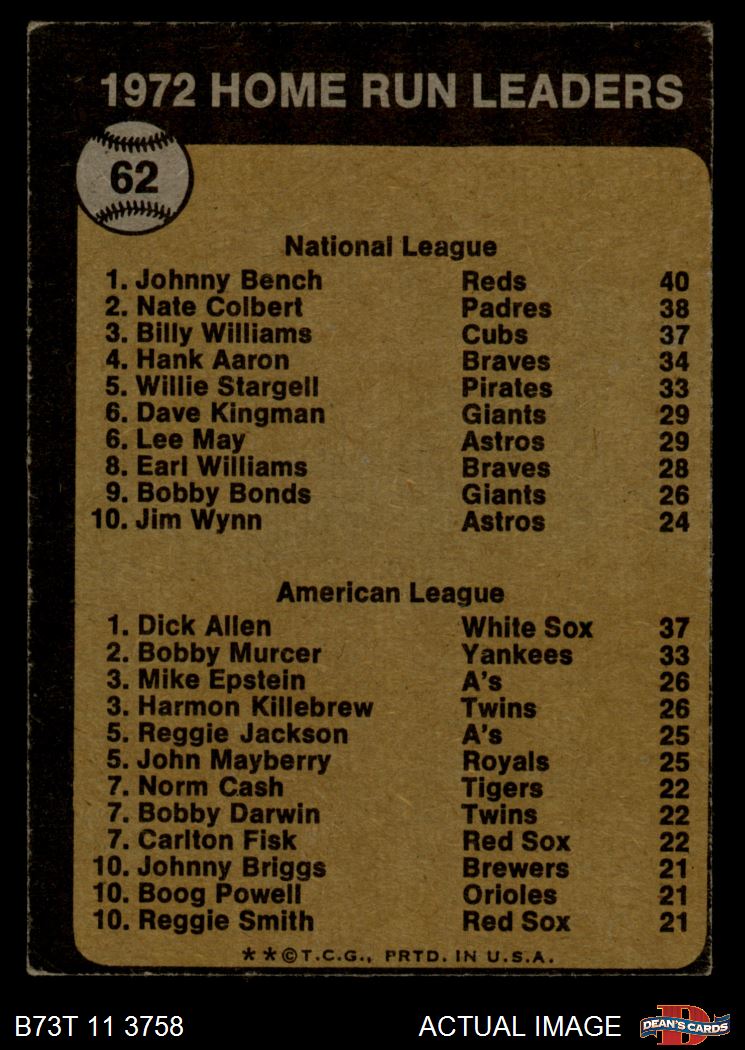 1972 HOME RUN LEADERS
62
National League
1. Johnny Bench Reds 40
2. Nate Colbert Padres 38
3. Billy Williams Cubs 37
4. Hank Aaron Braves 34
5. Willie Stargell Pirates 33
6. Dave Kingman Giants 29
6. Lee May Astros 29
8. Earl Williams Braves 28
9. Bobby Bonds Giants 26
10. Jim Wynn Astros 24
American League
1. Dick Allen White Sox 37
2. Bobby Murcer Yankees 33
3. Mike Epstein A's 26
3. Harmon Killebrew Twins 26
5. Reggie Jackson A's 25
5. John Mayberry Royals 25
7. Norm Cash Tigers 22
7. Bobby Darwin Twins 22
7. Carlton Fisk Red Sox 22
10. Johnny Briggs Brewers 21
10. Boog Powell Orioles 21
10. Reggie Smith Red Sox 21
**©T.C.G., PRTD. IN U.S.A.
B73T 11 3758 ACTUAL IMAGE D DEAN'S CARDS